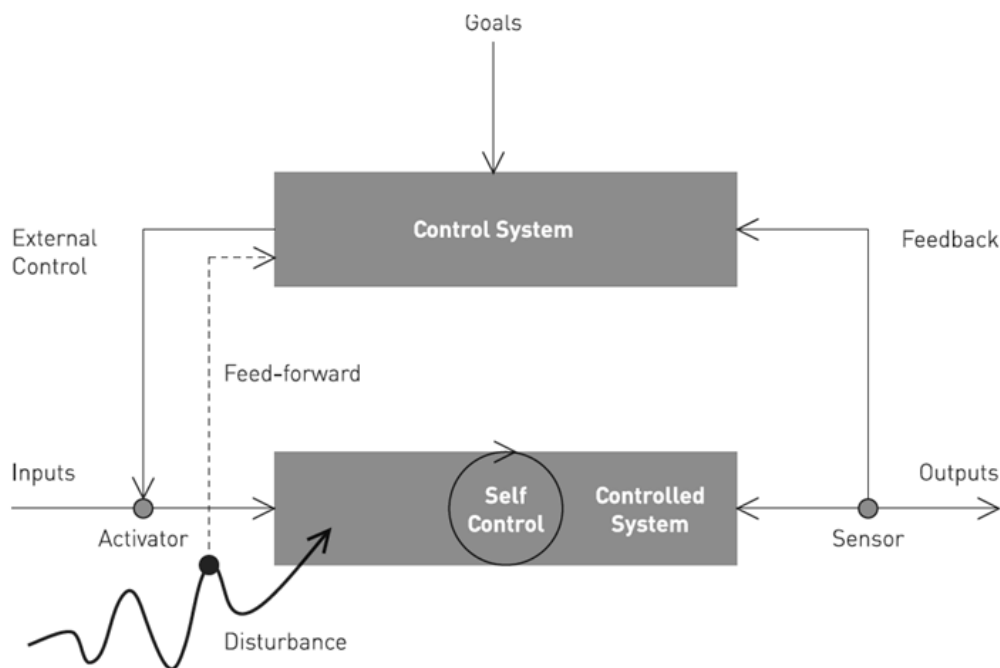 Goals
Control System
External
Control
Feedback
Feed-forward
Inputs
Activator
Self
Control
Controlled
System
Outputs
Sensor
Disturbance